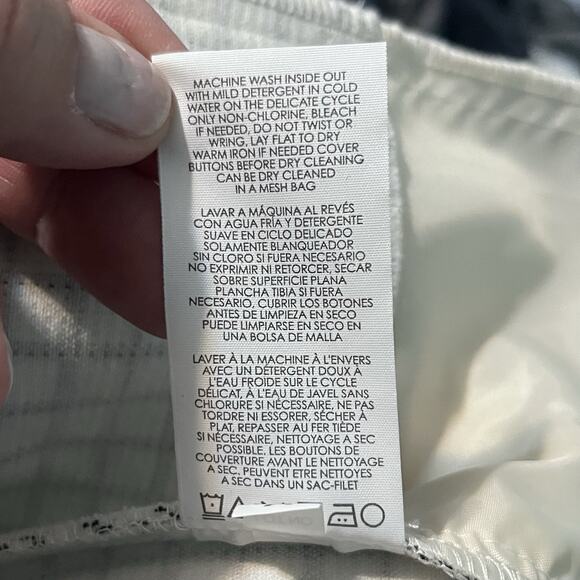 MACHINE WASH INSIDE OUT
WITH MILD DETERGENT IN COLD
WATER ON THE DELICATE CYCLE
ONLY NON-CHLORINE, BLEACH
IF NEEDED, DO NOT TWIST OR
WRING, LAY FLAT TO DRY
WARM IRON IF NEEDED COVER
BUTTONS BEFORE DRY CLEANING
CAN BE DRY CLEANED
IN A MESH BAG
LAVAR A MÁQUINA AL REVÉS
CON AGUA FRÍA Y DETERGENTE
SUAVE EN CICLO DELICADO
SOLAMENTE BLANQUEADOR
SIN CLORO SI FUERA NECESARIO
NO EXPRIMIR NI RETORCER, SECAR
SOBRE SUPERFICIE PLANA
PLANCHA TIBIA SI FUERA
NECESARIO, CUBRIR LOS BOTONES
ANTES DE LIMPIEZA EN SECO
PUEDE LIMPIARSE EN SECO EN
UNA BOLSA DE MALLA
LAVER À LA MACHINE À L'ENVERS
AVEC UN DÉTERGENT DOUX À
L'EAU FROIDE SUR LE CYCLE
DÉLICAT, À L'EAU DE JAVEL SANS
CHLORURE SI NÉCESSAIRE, NE PAS
TORDRE NI ESSORER, SÉCHER À
PLAT, REPASSER AU FER TIÈDE
SI NÉCESSAIRE, NETTOYAGE A SEC
POSSIBLE. LES BOUTONS DE
COUVERTURE AVANT LE NETTOYAGE
A SEC. PEUVENT ETRE NETTOYES
A SEC DANS UN SAC-FILET